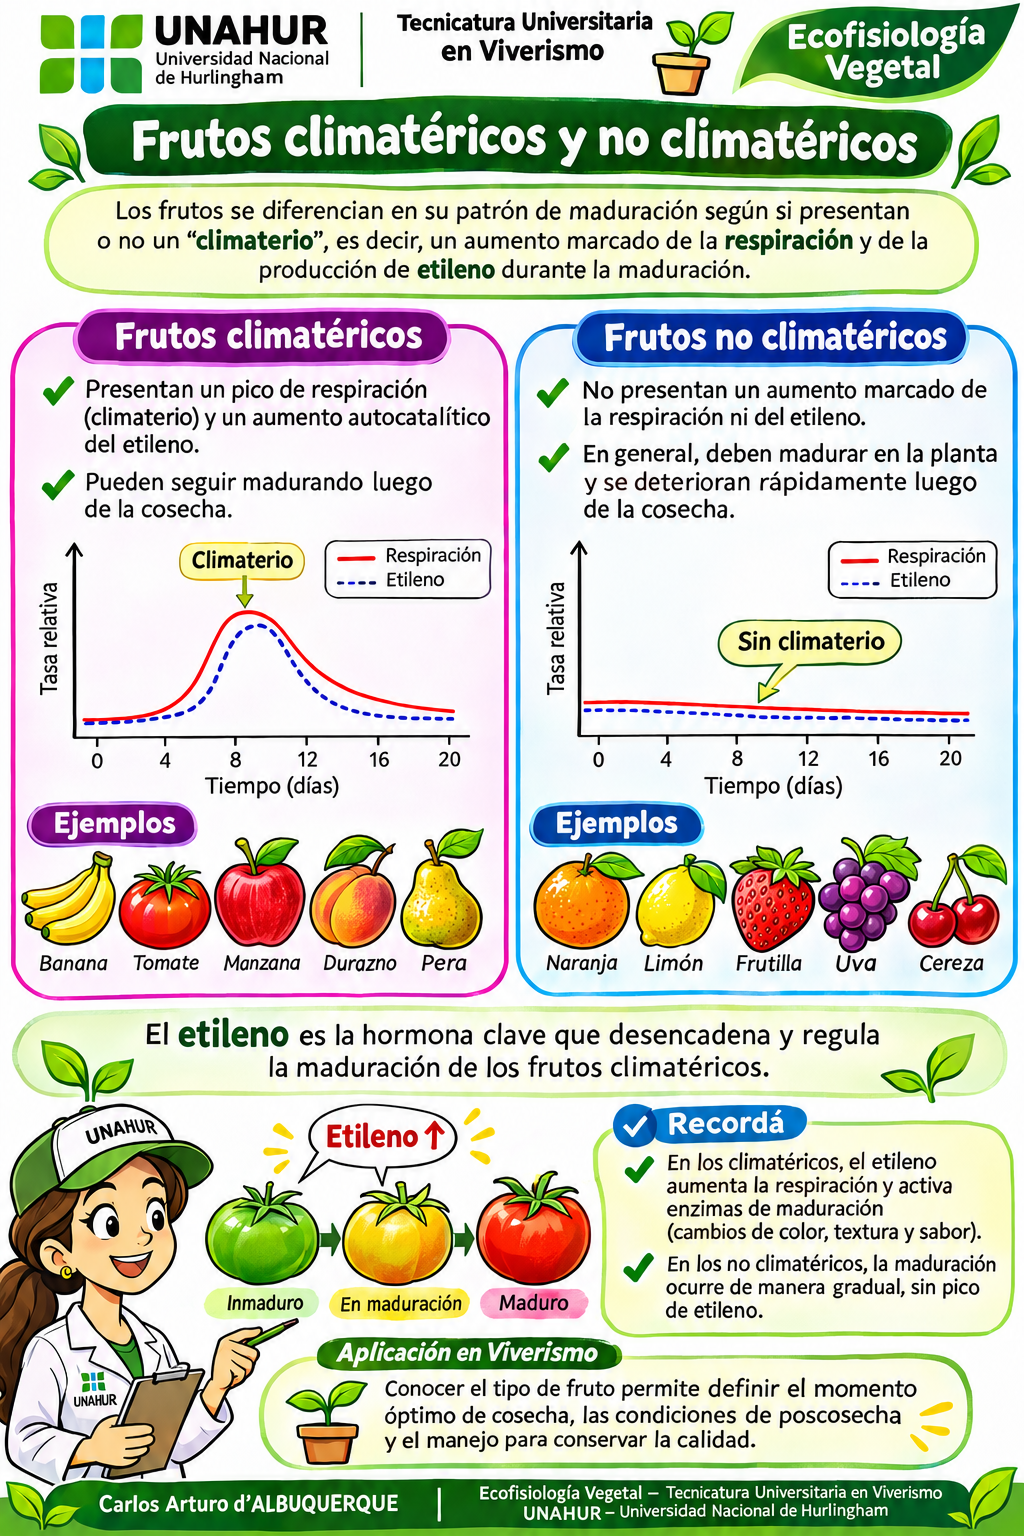 UNAHUR
Universidad Nacional
de Hurlingham
Tecnicatura Universitaria
en Viverismo
Ecofisiología
Vegetal
Frutos climatéricos y no climatéricos
Los frutos se diferencian en su patrón de maduración según si presentan
o no un “climaterio”, es decir, un aumento marcado de la respiración y de la
producción de etileno durante la maduración.
Frutos climatéricos
Presentan un pico de respiración
(climaterio) y un aumento autocatalítico
del etileno.
Pueden seguir madurando luego
de la cosecha.
Climaterio
Respiración
Etileno
Tasa relativa
0 4 8 12 16 20
Tiempo (días)
Ejemplos
Banana Tomate Manzana Durazno Pera
Frutos no climatéricos
No presentan un aumento marcado de
la respiración ni del etileno.
En general, deben madurar en la planta
y se deterioran rápidamente luego
de la cosecha.
Respiración
Etileno
Sin climaterio
Tasa relativa
0 4 8 12 16 20
Tiempo (días)
Ejemplos
Naranja Limón Frutilla Uva Cereza
El etileno es la hormona clave que desencadena y regula
la maduración de los frutos climatéricos.
UNAHUR
Etileno ↑
Inmaduro En maduración Maduro
UNAHUR
Recordá
En los climatéricos, el etileno
aumenta la respiración y activa
enzimas de maduración
(cambios de color, textura y sabor).
En los no climatéricos, la maduración
ocurre de manera gradual, sin pico
de etileno.
Aplicación en Viverismo
Conocer el tipo de fruto permite definir el momento
óptimo de cosecha, las condiciones de poscosecha
y el manejo para conservar la calidad.
Carlos Arturo d’ALBUQUERQUE
Ecofisiología Vegetal – Tecnicatura Universitaria en Viverismo
UNAHUR – Universidad Nacional de Hurlingham